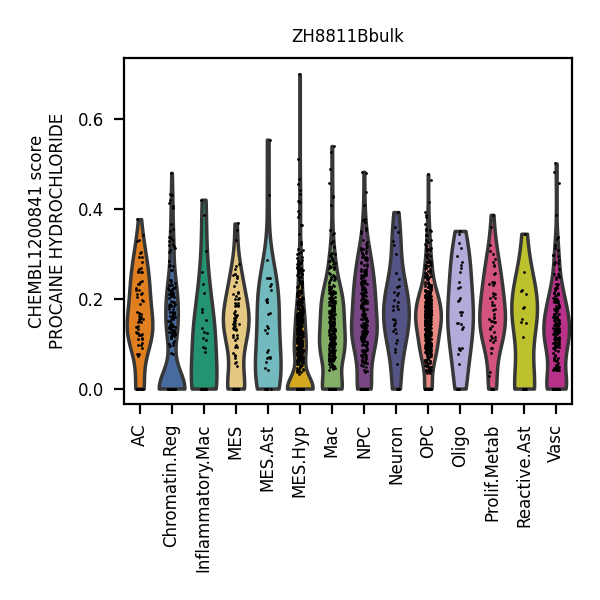 ZH8811Bbulk
CHEMBL1200841 score
PROCAINE HYDROCHLORIDE
0.6
0.4
0.2
0.0
AC
Chromatin.Reg
Inflammatory.Mac
MES
MES.Ast
MES.Hyp
Mac
NPC
Neuron
OPC
Oligo
Prolif.Metab
Reactive.Ast
Vasc